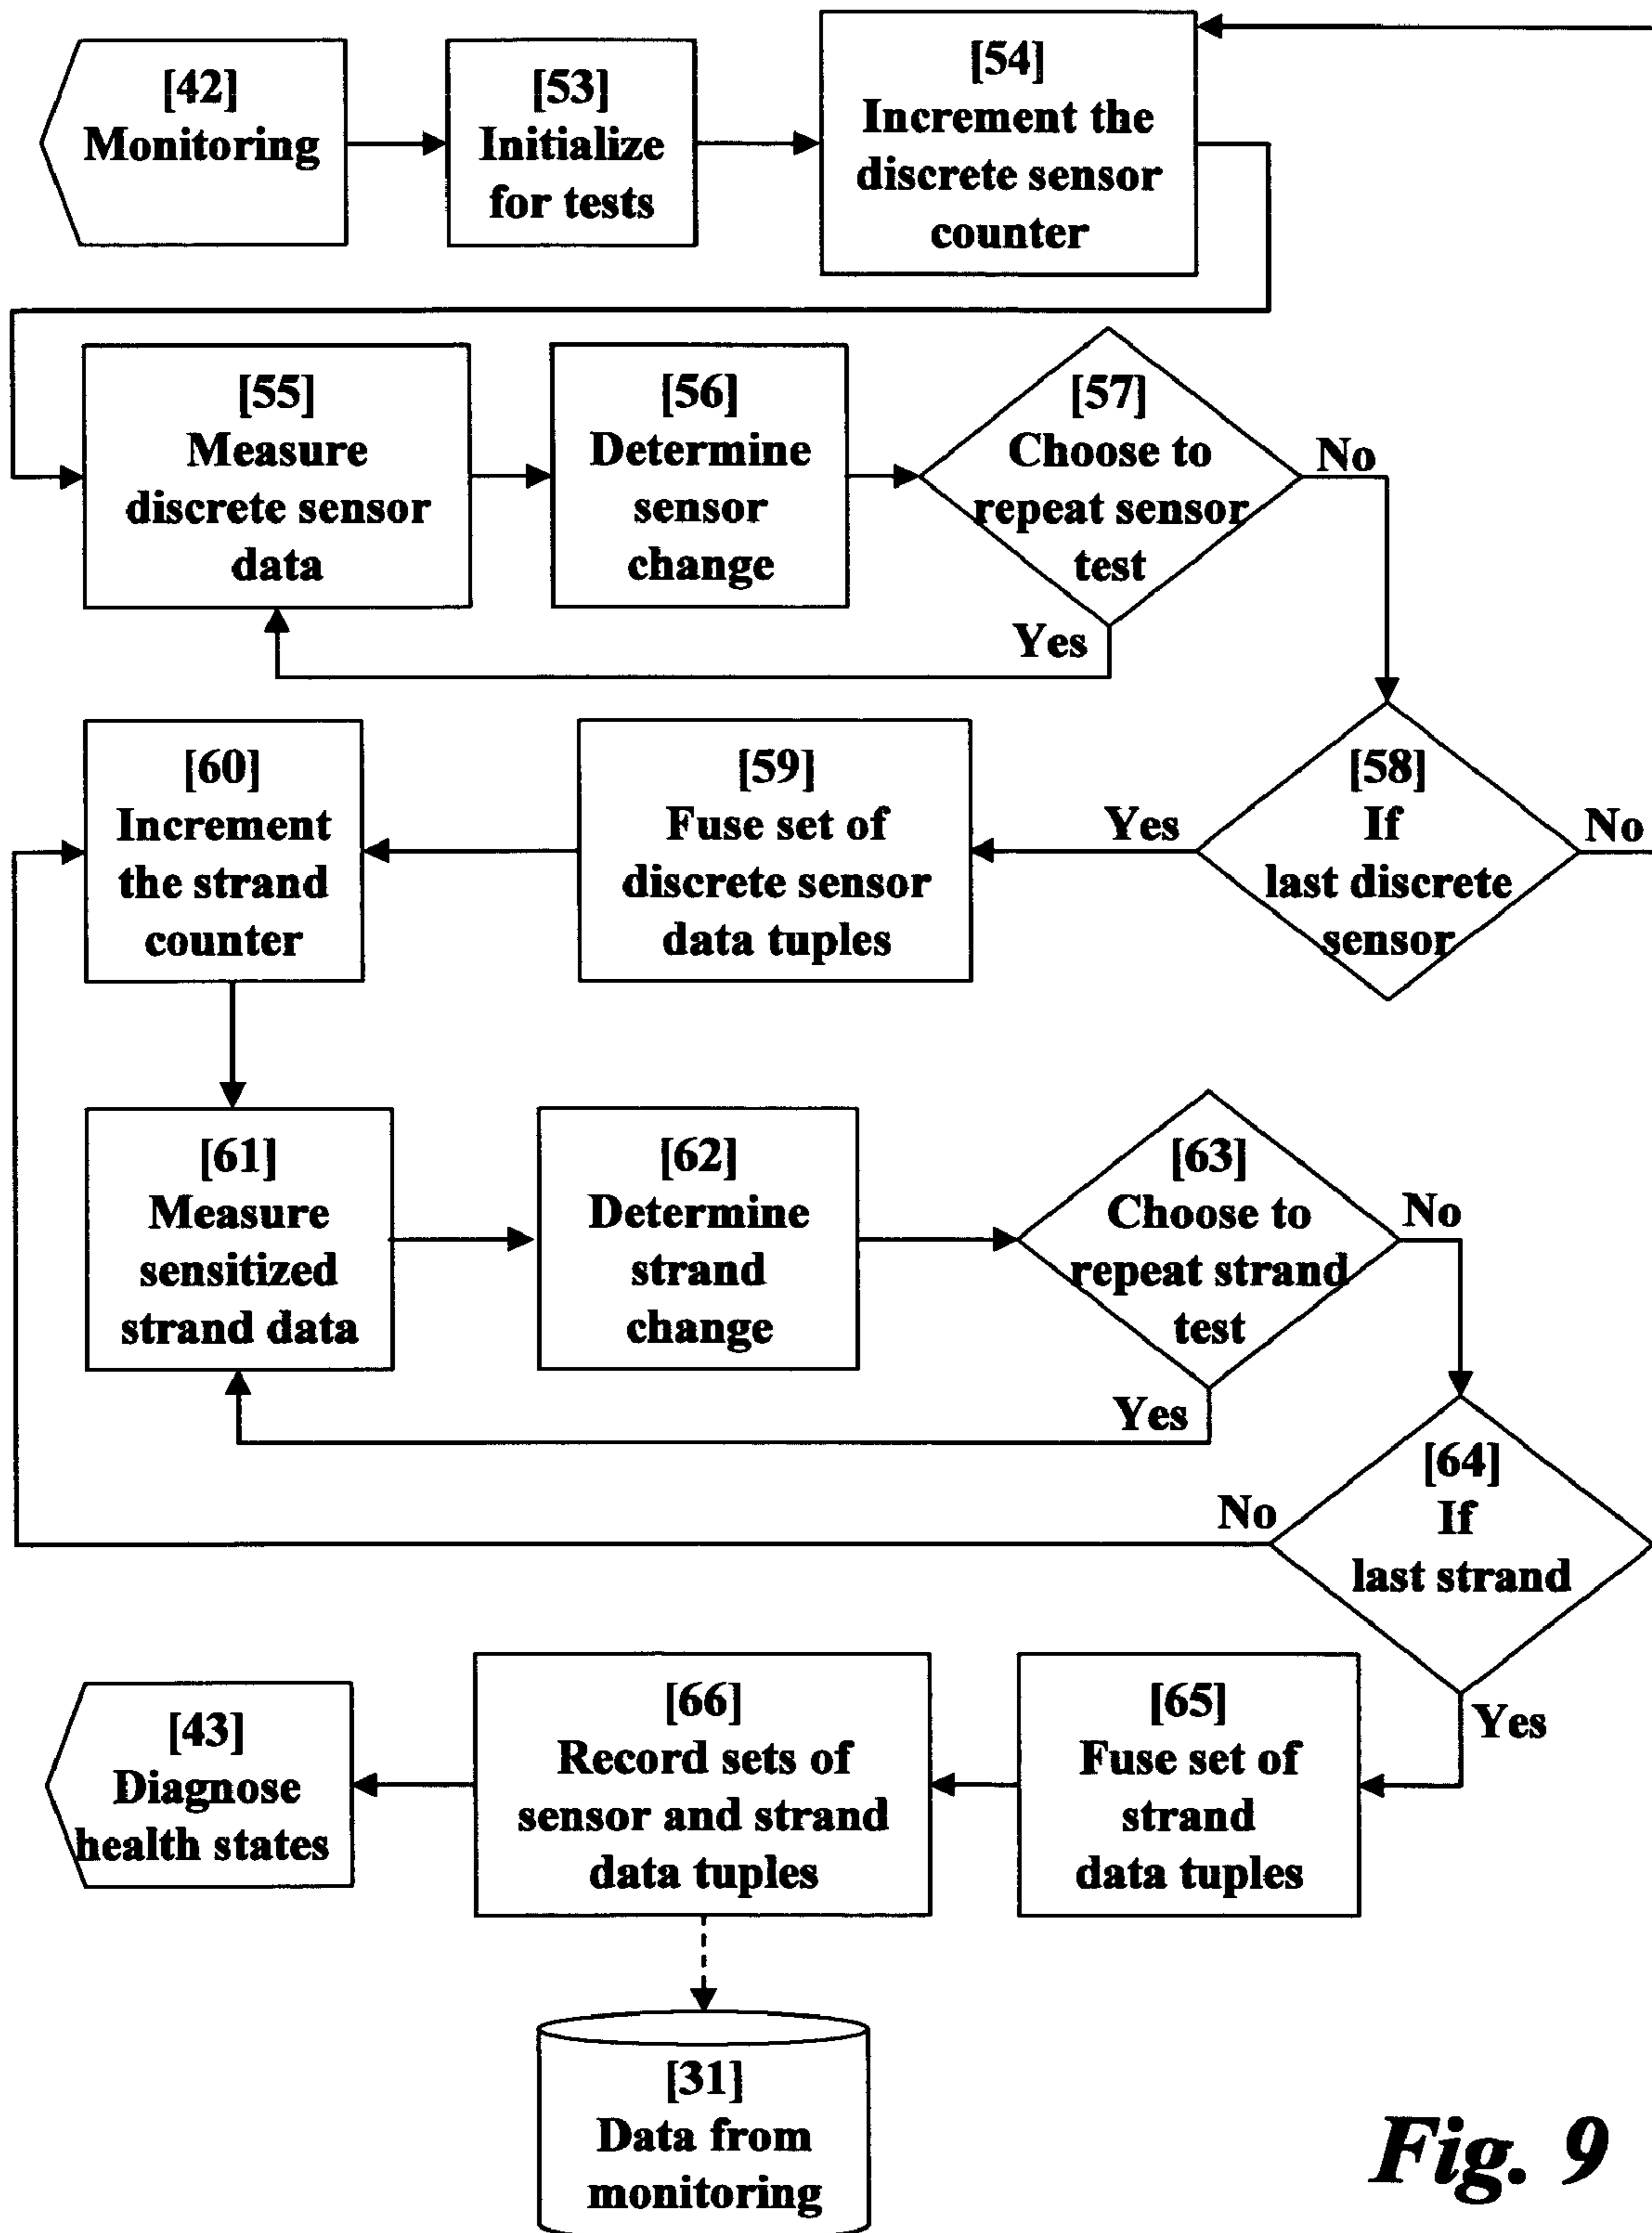 [42]
Monitoring
[53]
Initialize
for tests
[54]
Increment the
discrete sensor
counter
[55]
Measure
discrete sensor
data
[56]
Determine
sensor
change
[57]
Choose to
repeat sensor
test
No
Yes
[60]
Increment
the strand
counter
[59]
Fuse set of
discrete sensor
data tuples
Yes
[58]
If
last discrete
sensor
No
[61]
Measure
sensitized
strand data
[62]
Determine
strand
change
[63]
Choose to
repeat strand
test
No
Yes
[64]
If
last strand
No
Yes
[43]
Diagnose
health states
[66]
Record sets of
sensor and strand
data tuples
[65]
Fuse set of
strand
data tuples
[31]
Data from
monitoring
Fig. 9